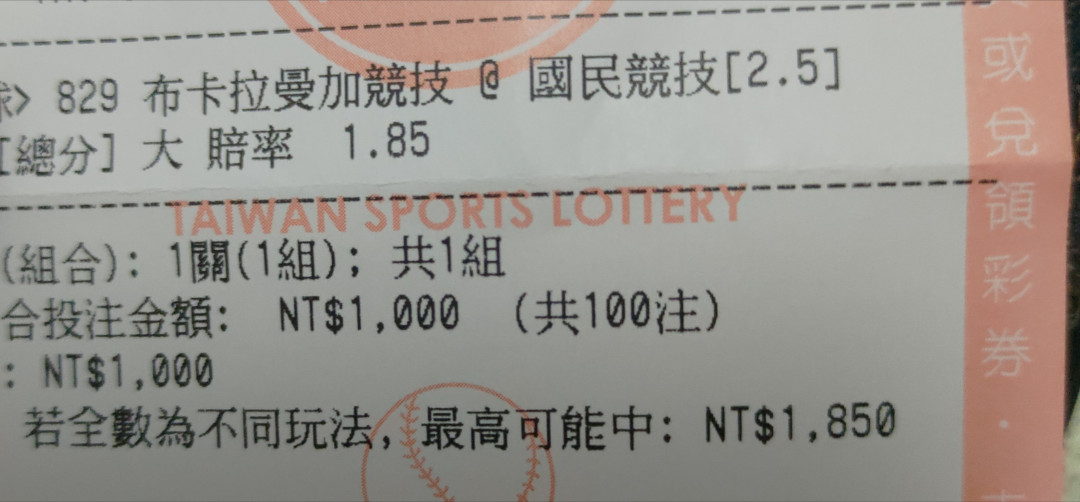 829 布卡拉曼加競技 @ 國民競技[2.5]
[總分] 大 賠率 1.85
TAIWAN SPORTS LOTTERY
(組合): 1關(1組); 共1組
合投注金額: NT$1,000 (共100注)
: NT$1,000
若全數為不同玩法, 最高可能中: NT$1,850
或兌領彩券・